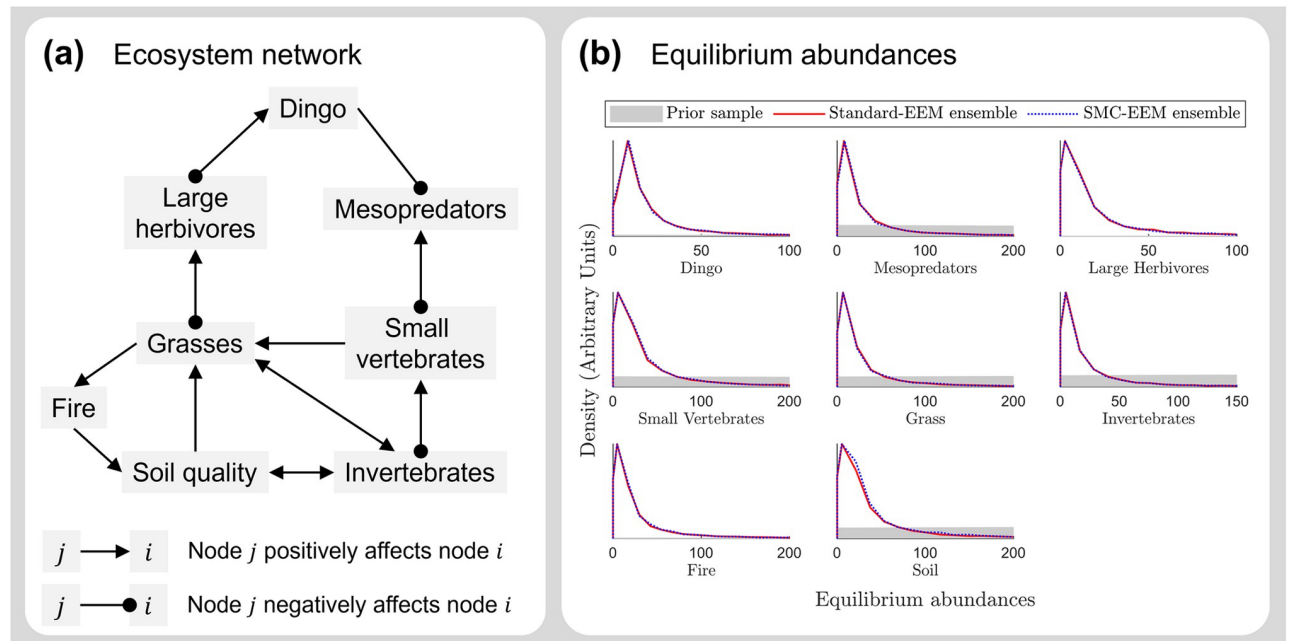 (a) Ecosystem network
Dingo
Large
herbivores
Mesopredators
Grasses
Small
vertebrates
Fire
Soil quality
Invertebrates
j i Node j positively affects node i
j i Node j negatively affects node i
(b) Equilibrium abundances
Prior sample Standard-EEM ensemble SMC-EEM ensemble
Density (Arbitrary Units)
0 50 100
Dingo
0 100 200
Mesopredators
0 50 100
Large Herbivores
0 100 200
Small Vertebrates
0 100 200
Grass
0 50 100 150
Invertebrates
0 100 200
Fire
0 100 200
Soil
Equilibrium abundances